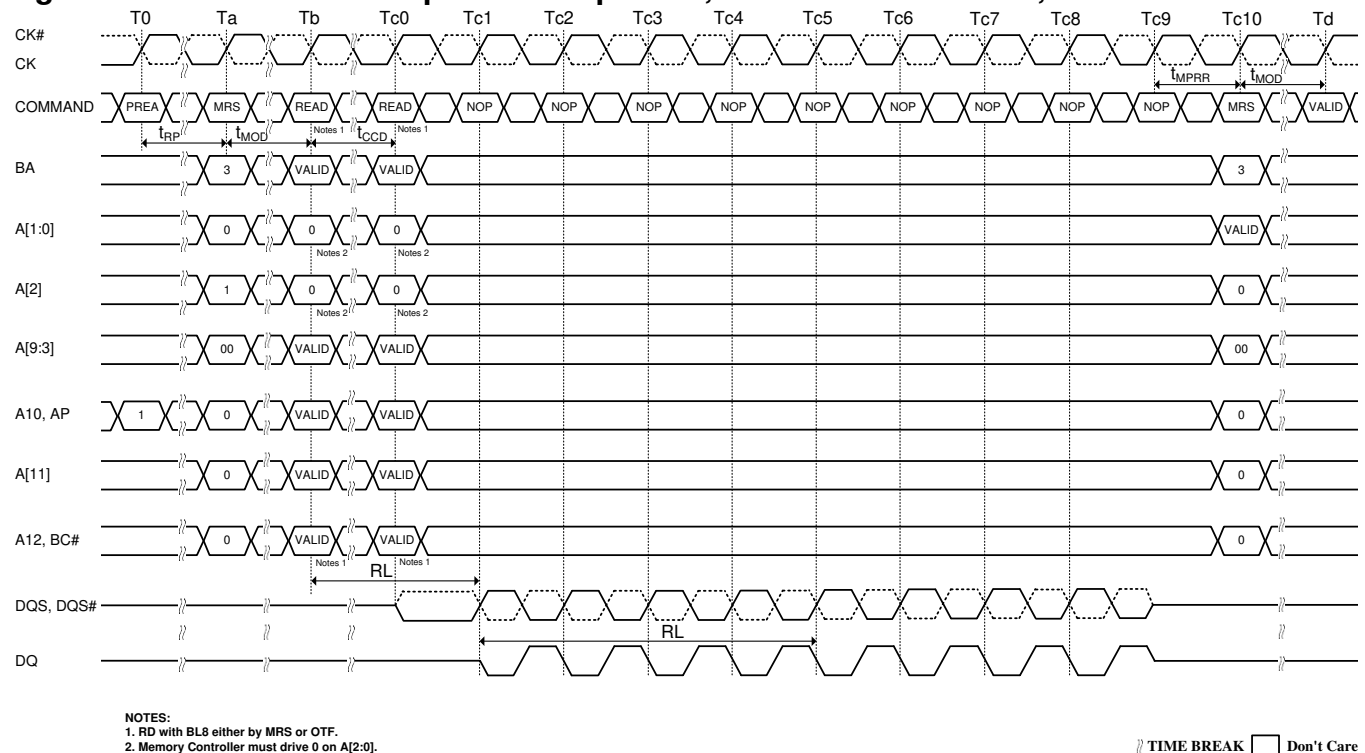 T0 Ta Tb Tc0 Tc1 Tc2 Tc3 Tc4 Tc5 Tc6 Tc7 Tc8 Tc9 Tc10 Td
CK#
CK
tMPRR tMOD
COMMAND PREA MRS READ READ NOP NOP NOP NOP NOP NOP NOP NOP NOP MRS VALID
Notes 1 Notes 1
tRP tMOD tCCD
BA 3 VALID VALID 3
A[1:0] 0 0 0 VALID
Notes 2 Notes 2
A[2] 1 0 0 0
Notes 2 Notes 2
A[9:3] 00 VALID VALID 00
A10, AP 1 0 VALID VALID 0
A[11] 0 VALID VALID 0
A12, BC# 0 VALID VALID 0
Notes 1 Notes 1
RL
DQS, DQS#
RL
DQ
NOTES:
1. RD with BL8 either by MRS or OTF.
2. Memory Controller must drive 0 on A[2:0].
TIME BREAK Don't Care